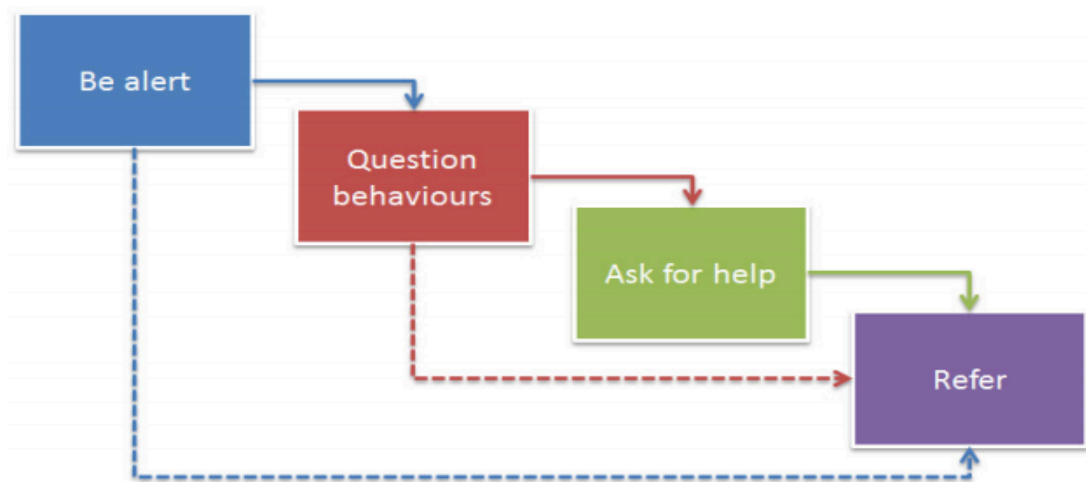 Be alert
Question
behaviours
Ask for help
Refer